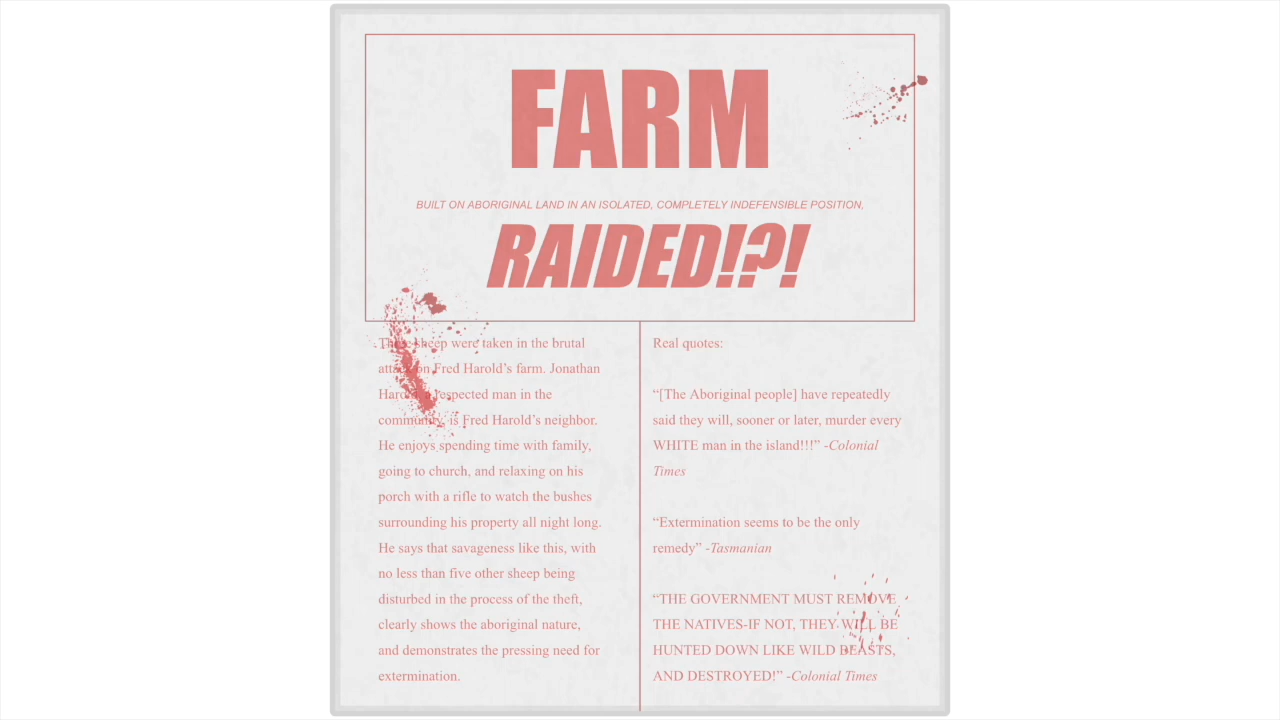 FARM
BUILT ON ABORIGINAL LAND IN AN ISOLATED, COMPLETELY INDEFENSIBLE POSITION,
RAIDED!?!
Three sheep were taken in the brutal
attack on Fred Harold’s farm. Jonathan
Harold, a respected man in the
community, is Fred Harold’s neighbor.
He enjoys spending time with family,
going to church, and relaxing on his
porch with a rifle to watch the bushes
surrounding his property all night long.
He says that savageness like this, with
no less than five other sheep being
disturbed in the process of the theft,
clearly shows the aboriginal nature,
and demonstrates the pressing need for
extermination.
Real quotes:
“[The Aboriginal people] have repeatedly
said they will, sooner or later, murder every
WHITE man in the island!!!” -Colonial
Times
“Extermination seems to be the only
remedy” -Tasmanian
“THE GOVERNMENT MUST REMOVE
THE NATIVES-IF NOT, THEY WILL BE
HUNTED DOWN LIKE WILD BEASTS,
AND DESTROYED!” -Colonial Times